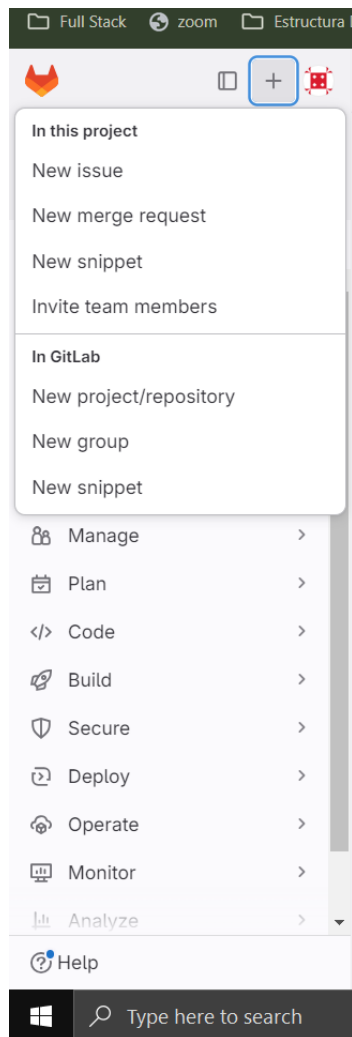 Full Stack zoom Estructura
In this project
New issue
New merge request
New snippet
Invite team members
In GitLab
New project/repository
New group
New snippet
Manage
Plan
Code
Build
Secure
Deploy
Operate
Monitor
Analyze
Help
Type here to search